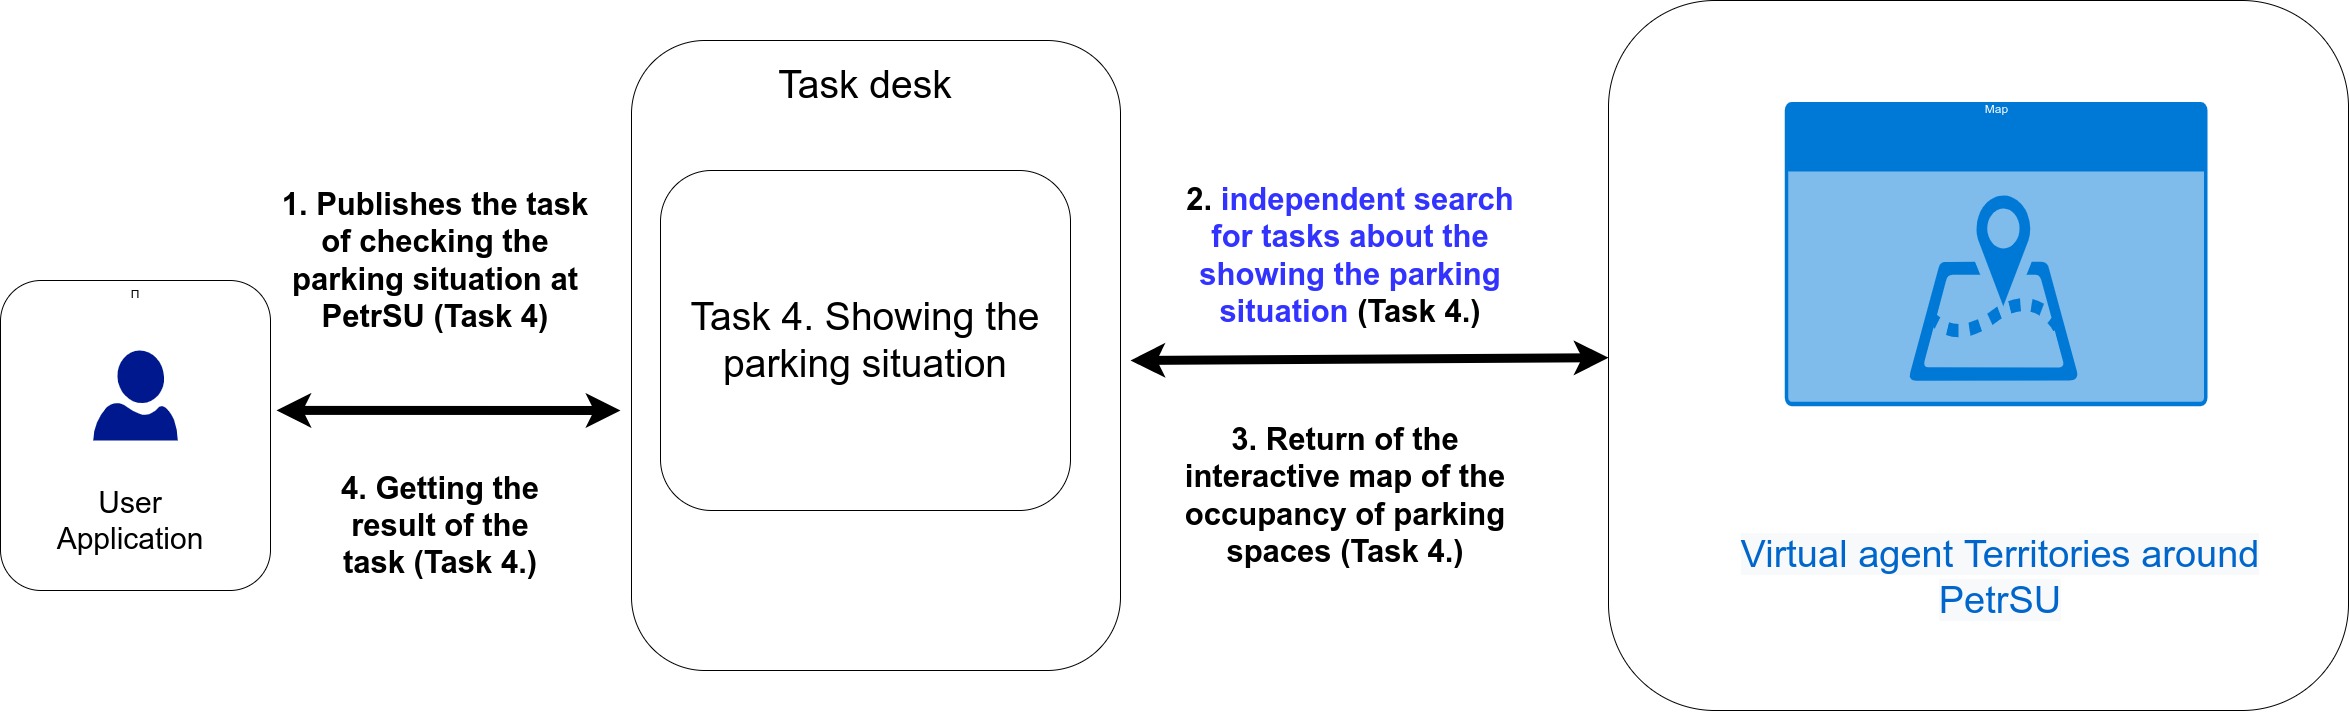 п
User
Application
1. Publishes the task
of checking the
parking situation at
PetrSU (Task 4)
4. Getting the
result of the
task (Task 4.)
Task desk
Task 4. Showing the
parking situation
2. independent search
for tasks about the
showing the parking
situation (Task 4.)
3. Return of the
interactive map of the
occupancy of parking
spaces (Task 4.)
Map
Virtual agent Territories around
PetrSU